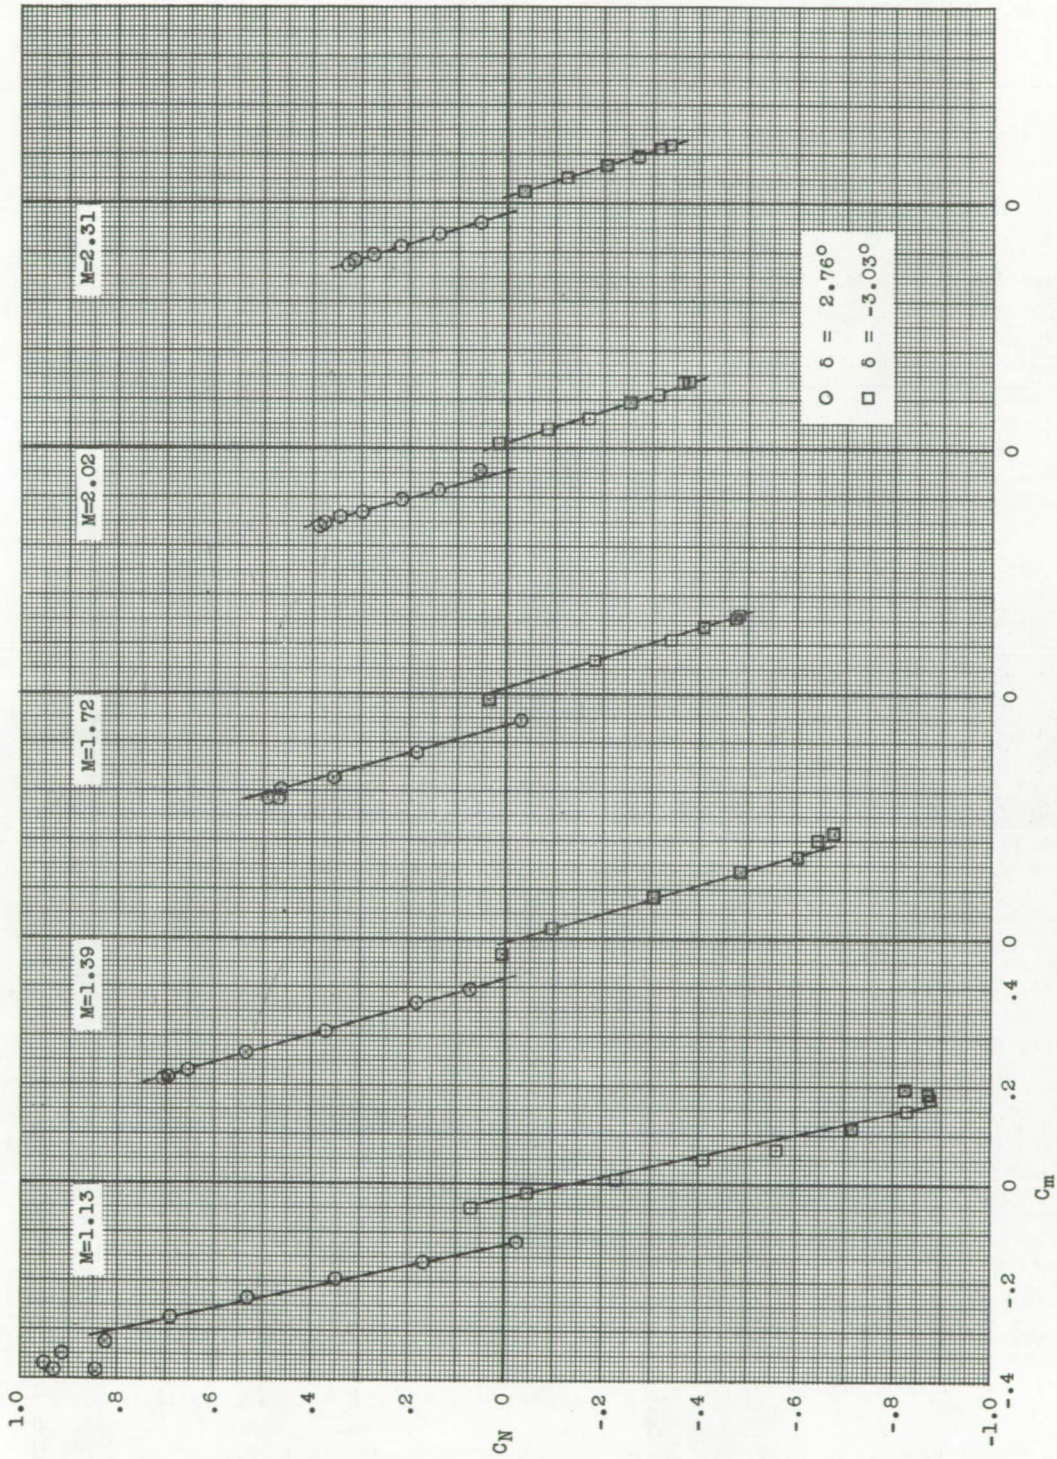 M=1.13
M=1.39
M=1.72
M=2.02
M=2.31
1.0
.8
.6
.4
.2
0
-.2
-.4
-.6
-.8
-1.0
C_N
-.4
-.2
0
.2
.4
0
0
0
0
C_m
○ δ = 2.76°
□ δ = -3.03°